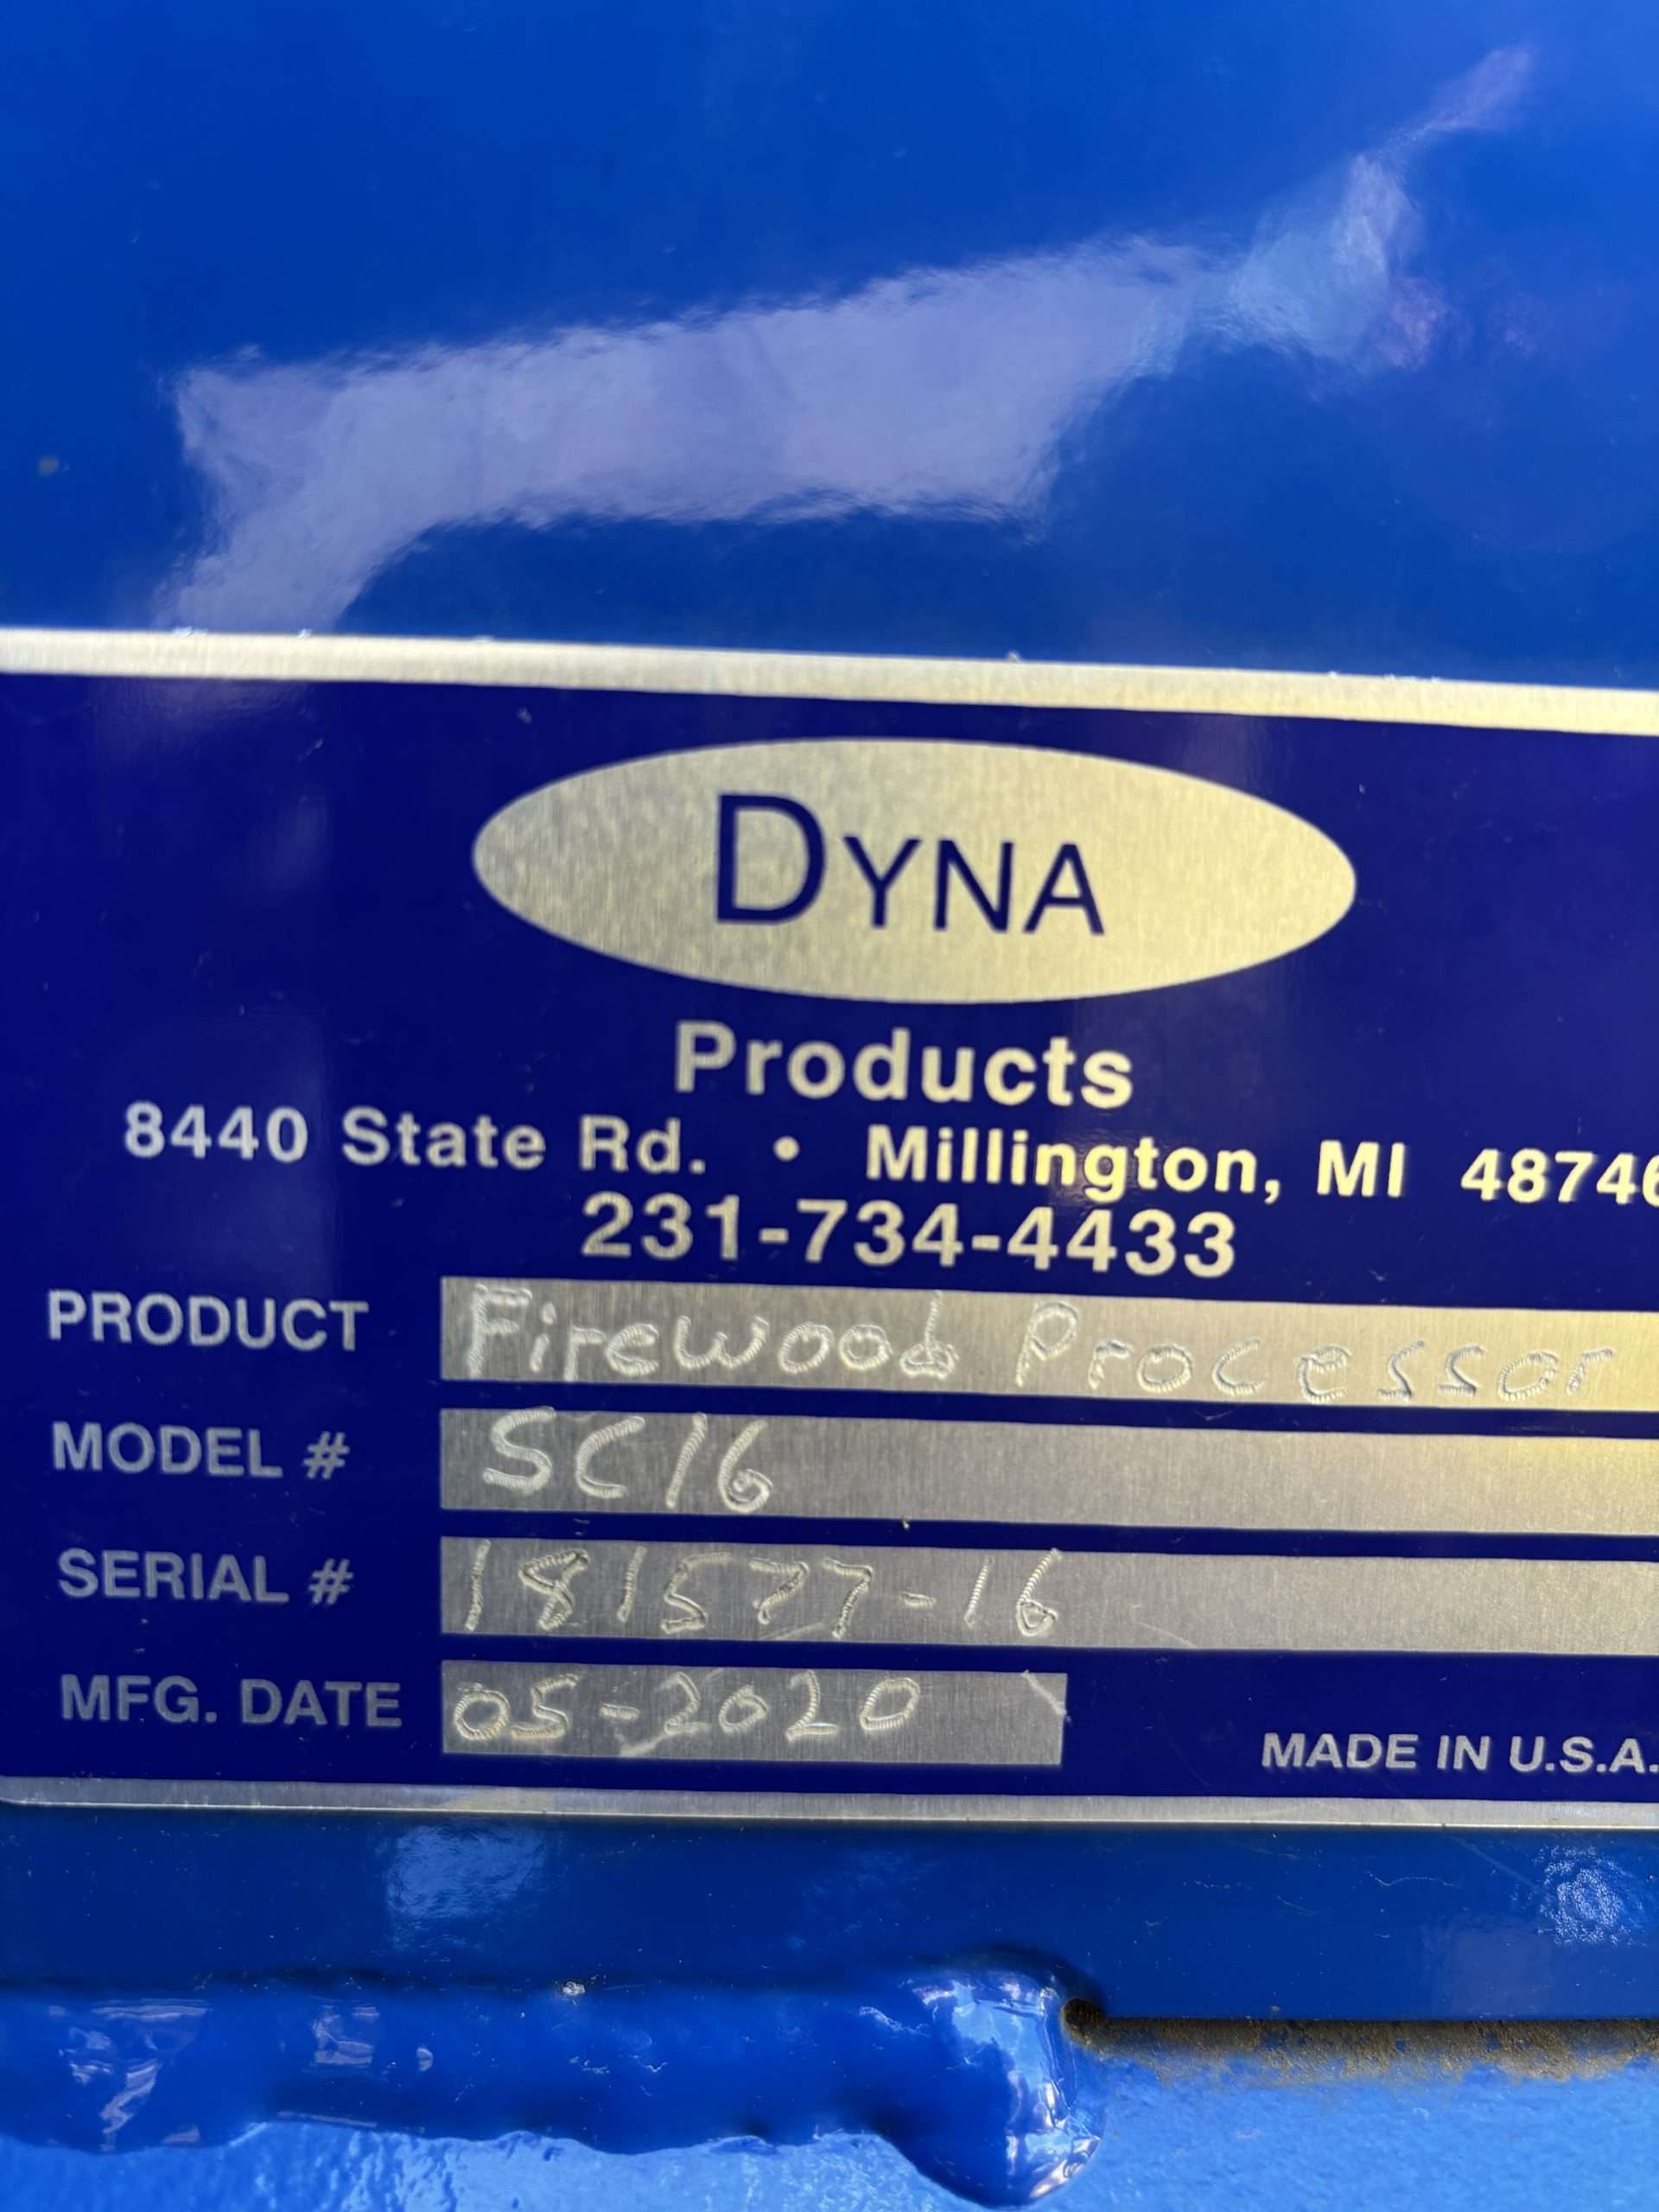 DYNA
Products
8440 State Rd. • Millington, MI 48746
231-734-4433
PRODUCT Firewood Processor
MODEL # SC16
SERIAL # 181577-16
MFG. DATE 05-2020
MADE IN U.S.A.